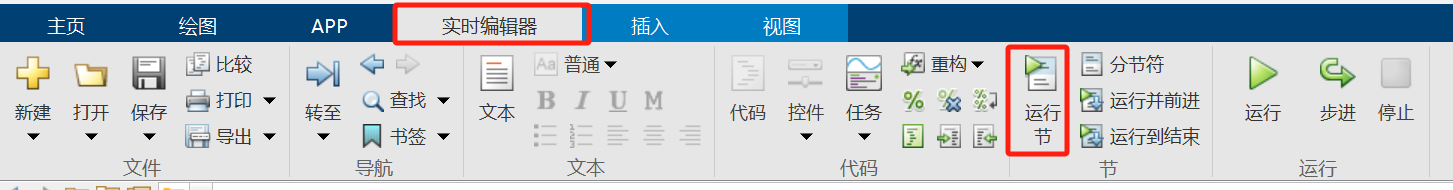 主页 绘图 APP 实时编辑器 插入 视图
新建 打开 保存 比较 打印 导出
文件
转至 查找 书签
导航
文本 Aa 普通
B I U M
文本
代码 控件 任务 重构
代码
运行节 分节符 运行并前进 运行到结束
节
运行 步进 停止
运行